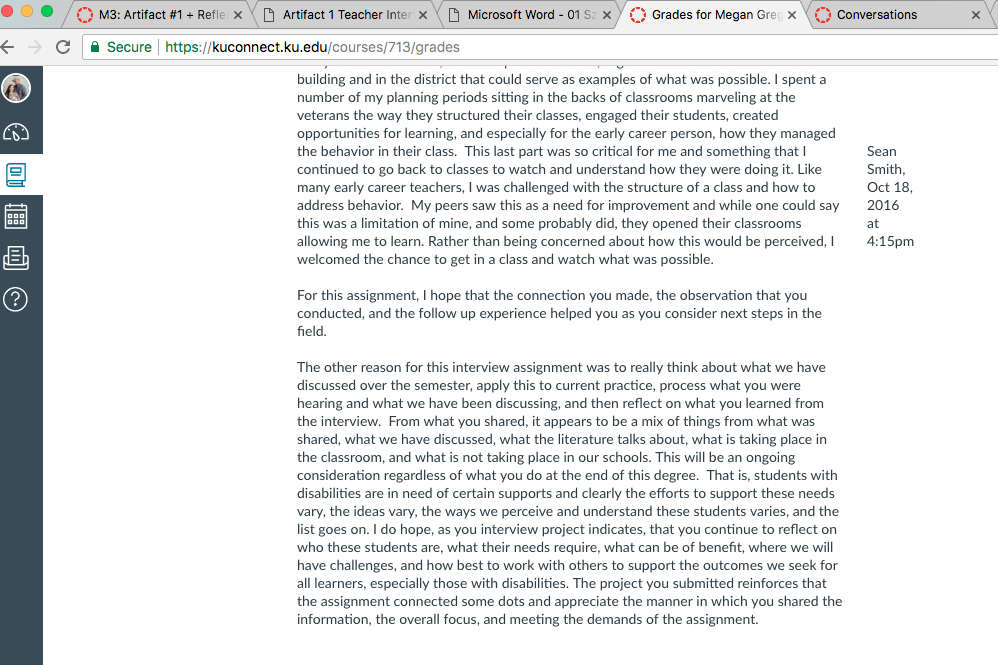 M3: Artifact #1 + Refle
Artifact 1 Teacher Inter
Microsoft Word - 01 Sz
Grades for Megan Greg
Conversations
Secure
https://kuconnect.ku.edu/courses/713/grades
building and in the district that could serve as examples of what was possible. I spent a
number of my planning periods sitting in the backs of classrooms marveling at the
veterans the way they structured their classes, engaged their students, created
opportunities for learning, and especially for the early career person, how they managed
the behavior in their class.  This last part was so critical for me and something that I
continued to go back to classes to watch and understand how they were doing it. Like
many early career teachers, I was challenged with the structure of a class and how to
address behavior.  My peers saw this as a need for improvement and while one could say
this was a limitation of mine, and some probably did, they opened their classrooms
allowing me to learn. Rather than being concerned about how this would be perceived, I
welcomed the chance to get in a class and watch what was possible.
Sean
Smith,
Oct 18,
2016
at
4:15pm
For this assignment, I hope that the connection you made, the observation that you
conducted, and the follow up experience helped you as you consider next steps in the
field.
The other reason for this interview assignment was to really think about what we have
discussed over the semester, apply this to current practice, process what you were
hearing and what we have been discussing, and then reflect on what you learned from
the interview.  From what you shared, it appears to be a mix of things from what was
shared, what we have discussed, what the literature talks about, what is taking place in
the classroom, and what is not taking place in our schools. This will be an ongoing
consideration regardless of what you do at the end of this degree.  That is, students with
disabilities are in need of certain supports and clearly the efforts to support these needs
vary, the ideas vary, the ways we perceive and understand these students varies, and the
list goes on. I do hope, as you interview project indicates, that you continue to reflect on
who these students are, what their needs require, what can be of benefit, where we will
have challenges, and how best to work with others to support the outcomes we seek for
all learners, especially those with disabilities. The project you submitted reinforces that
the assignment connected some dots and appreciate the manner in which you shared the
information, the overall focus, and meeting the demands of the assignment.